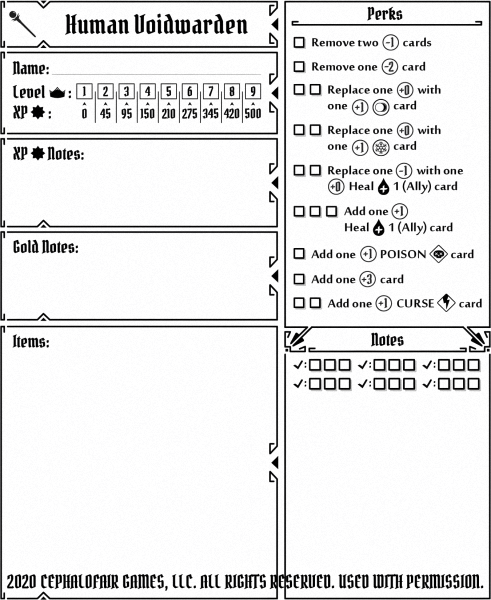 Human Voidwarden
Name:
Level : 1 2 3 4 5 6 7 8 9
XP : 0 45 95 150 210 275 345 420 500
XP Notes:
Gold Notes:
Items:
Perks
Remove two -1 cards
Remove one -2 card
Replace one +0 with
one +1 card
Replace one +0 with
one +1 card
Replace one -1 with one
+0 Heal 1 (Ally) card
Add one +1
Heal 1 (Ally) card
Add one +1 POISON card
Add one +3 card
Add one +1 CURSE card
Notes
✓: ✓: ✓:
✓: ✓: ✓:
2020 CEPHALOFAIR GAMES, LLC. ALL RIGHTS RESERVED. USED WITH PERMISSION.